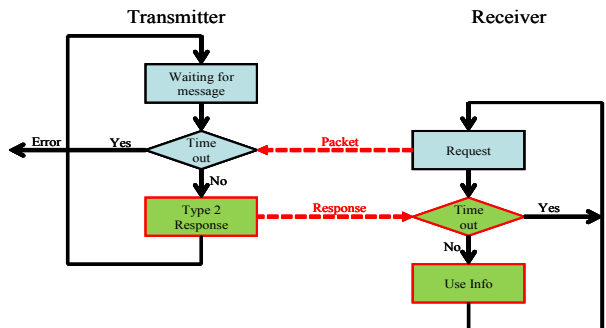 Transmitter
Receiver
Waiting for
message
Error
Yes
Time
out
Packet
Request
No
Type 2
Response
Response
Time
out
Yes
No
Use Info